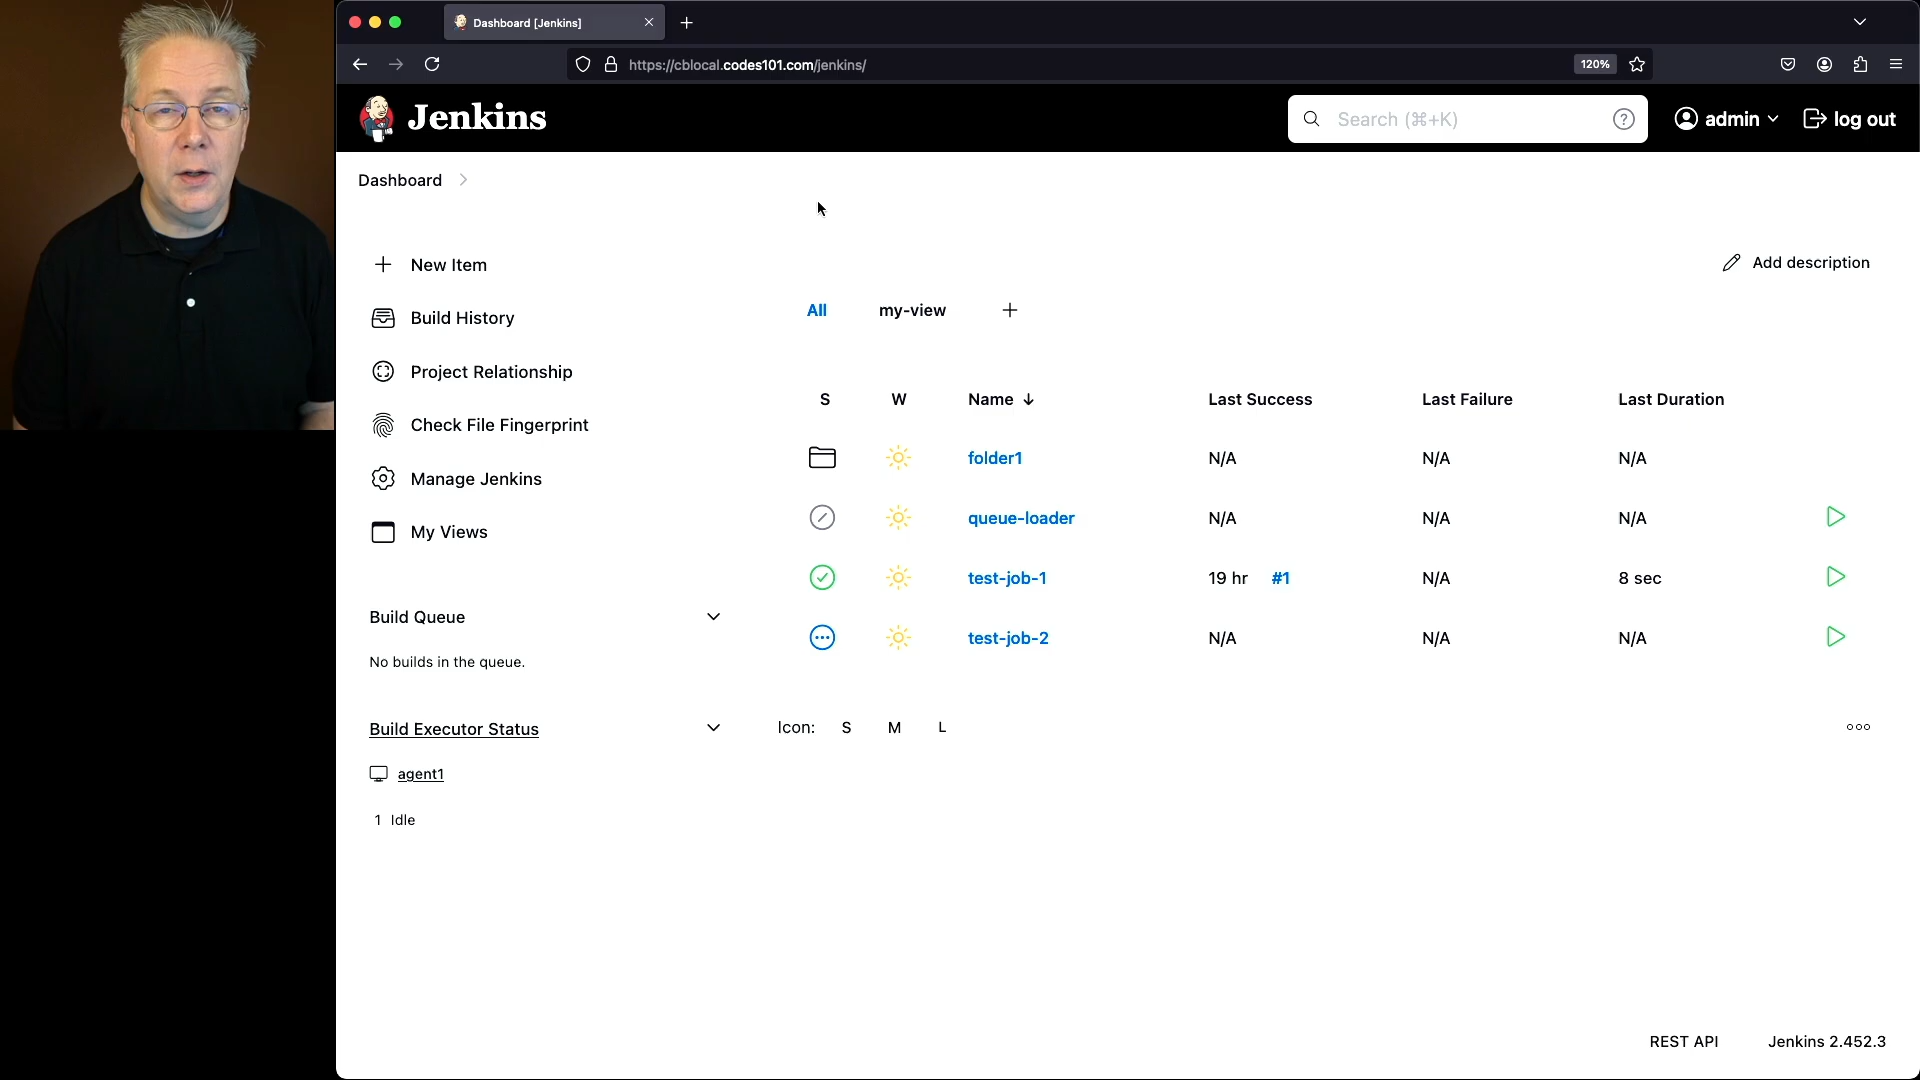 Dashboard [Jenkins]
https://cblocal.codes101.com/jenkins/
120%
Jenkins
Search (⌘+K)
admin
log out
Dashboard
New Item
Add description
Build History
All my-view
Project Relationship
S W Name ↓ Last Success Last Failure Last Duration
Check File Fingerprint
folder1 N/A N/A N/A
Manage Jenkins
queue-loader N/A N/A N/A
My Views
test-job-1 19 hr #1 N/A 8 sec
Build Queue
test-job-2 N/A N/A N/A
No builds in the queue.
Build Executor Status
Icon: S M L
agent1
1 Idle
REST API Jenkins 2.452.3